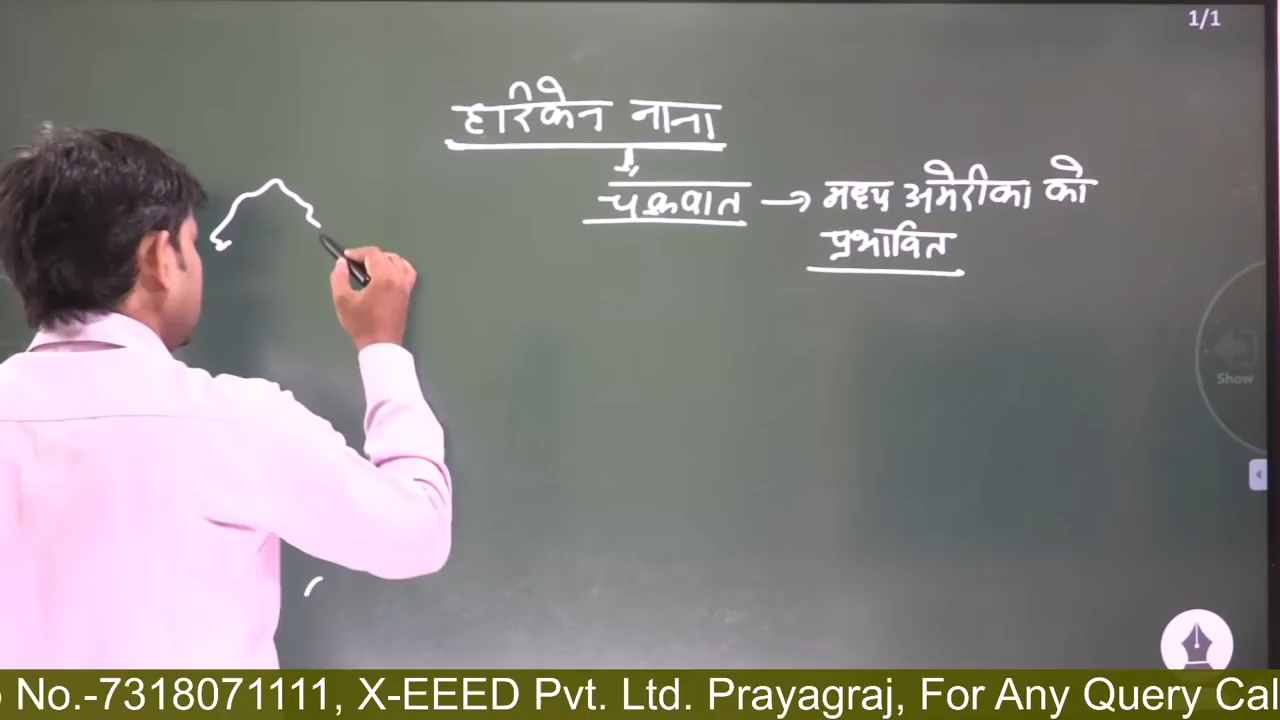 1/1
हरिकेन नाना
चक्रवात → मध्य अमेरीका को
प्रभावित
Show
No.-7318071111, X-EEED Pvt. Ltd. Prayagraj, For Any Query Cal